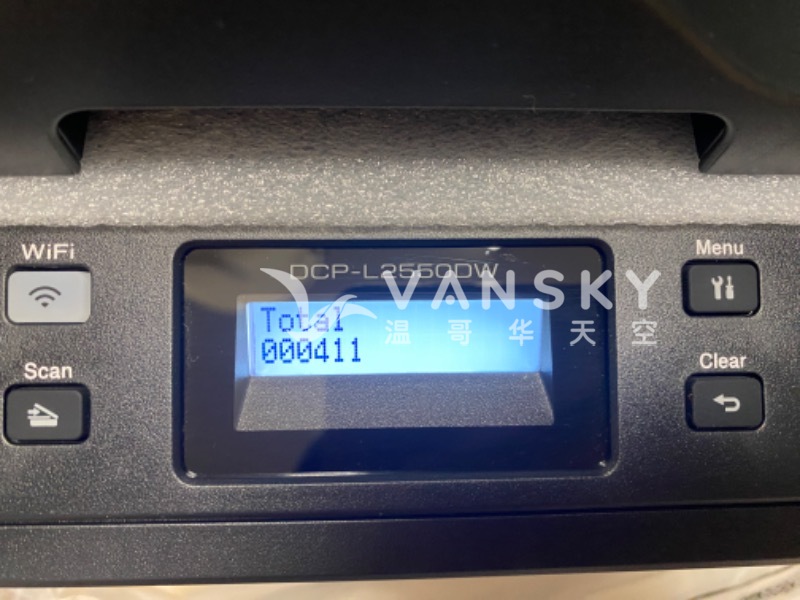 WiFi
Menu
DCP-L2550DW
VANSKY
温哥华天空
Total
000411
Scan
Clear